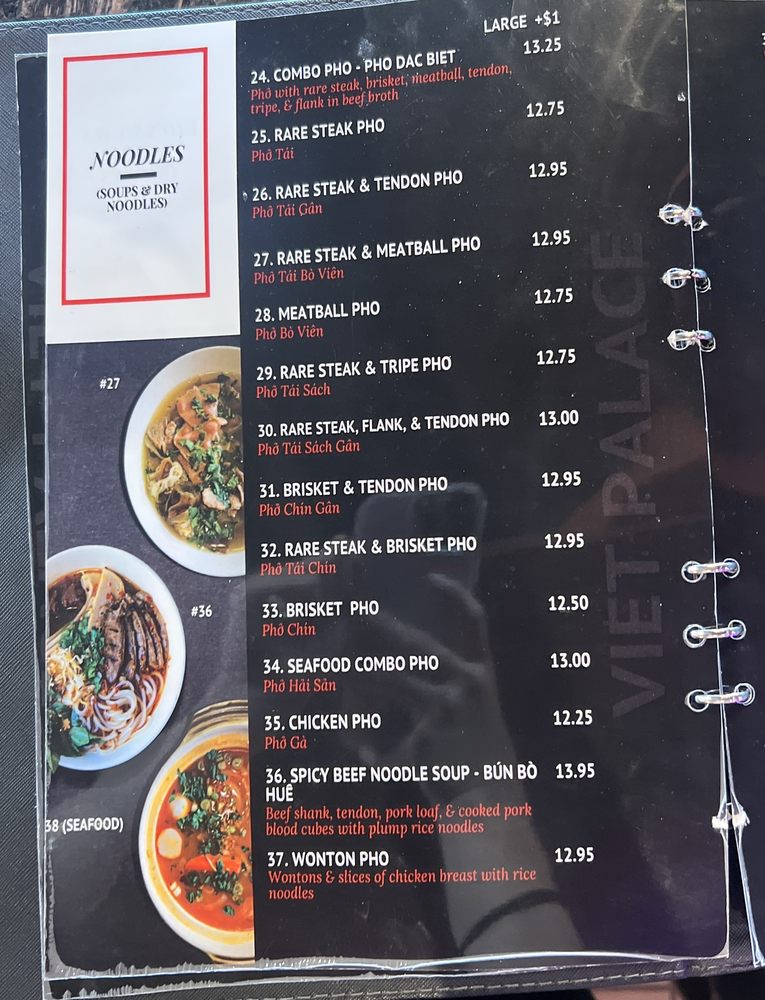 LARGE +$1
NOODLES
(SOUPS & DRY
NOODLES)
24. COMBO PHO - PHO DAC BIET 13.25
Phở with rare steak, brisket, meatball, tendon,
tripe, & flank in beef broth
25. RARE STEAK PHO 12.75
Phở Tái
26. RARE STEAK & TENDON PHO 12.95
Phở Tái Gân
27. RARE STEAK & MEATBALL PHO 12.95
Phở Tái Bò Viên
28. MEATBALL PHO 12.75
Phở Bò Viên
29. RARE STEAK & TRIPE PHO 12.75
Phở Tái Sách
30. RARE STEAK, FLANK, & TENDON PHO 13.00
Phở Tái Sách Gân
31. BRISKET & TENDON PHO 12.95
Phở Chín Gân
32. RARE STEAK & BRISKET PHO 12.95
Phở Tái Chín
33. BRISKET PHO 12.50
Phở Chín
34. SEAFOOD COMBO PHO 13.00
Phở Hải Sản
35. CHICKEN PHO 12.25
Phở Gà
36. SPICY BEEF NOODLE SOUP - BÚN BÒ 13.95
HUẾ
Beef shank, tendon, pork loaf, & cooked pork
blood cubes with plump rice noodles
37. WONTON PHO 12.95
Wontons & slices of chicken breast with rice
noodles
#27
#36
38 (SEAFOOD)
VIET PALACE